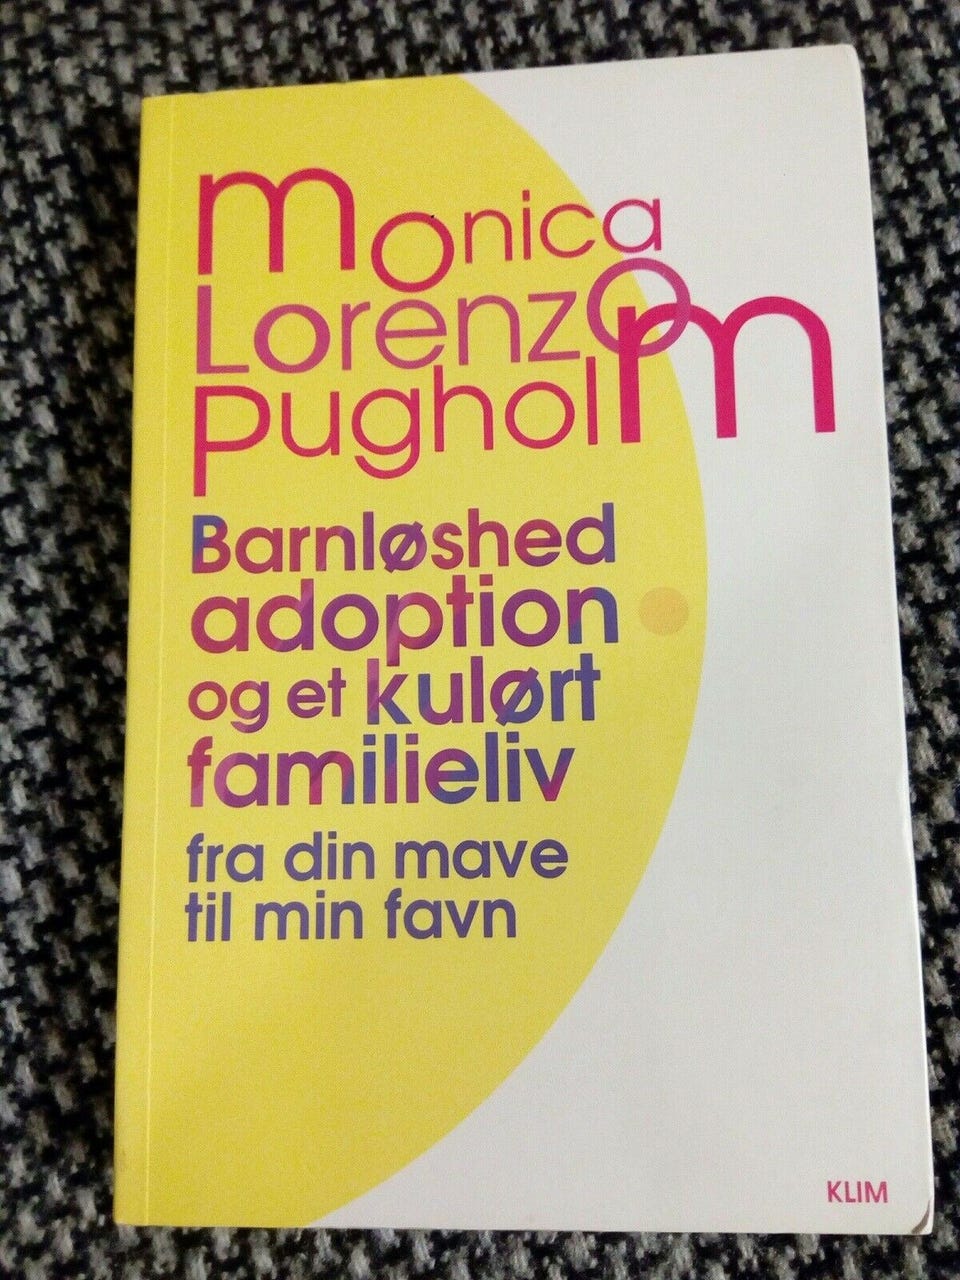 monica
Lorenzo
Pugholm
Barnløshed
adoption
og et kulørt
familieliv
fra din mave
til min favn
KLIM